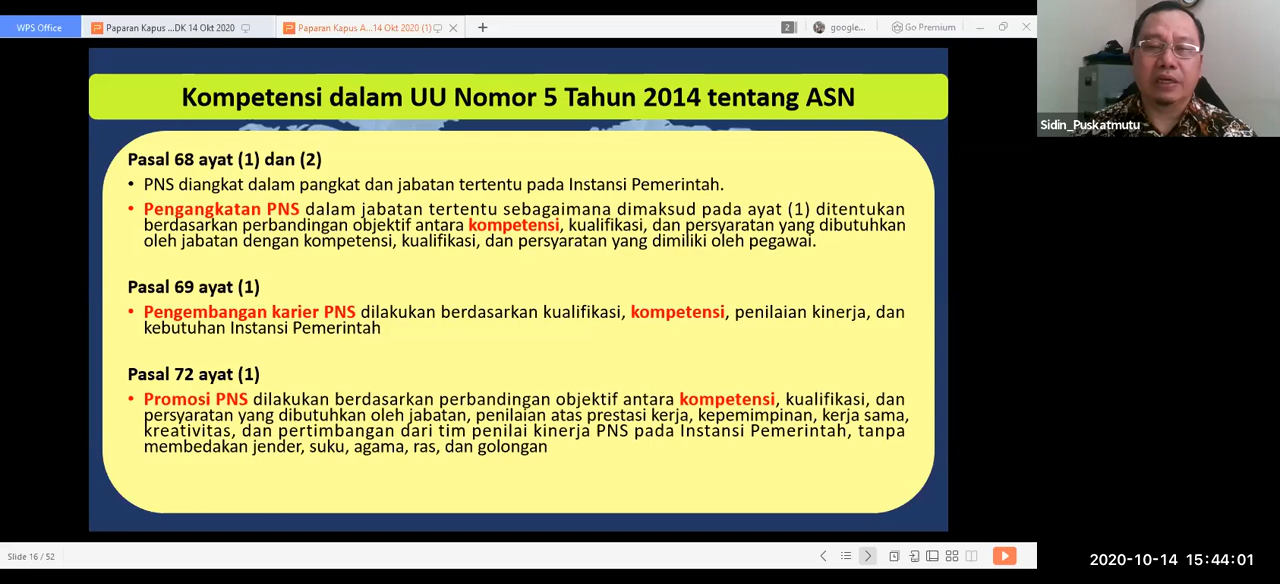 WPS Office
Paparan Kapus ...DK 14 Okt 2020
Paparan Kapus A...14 Okt 2020 (1)
2
google...
Go Premium
Kompetensi dalam UU Nomor 5 Tahun 2014 tentang ASN
Sidin_Puskatmutu
Pasal 68 ayat (1) dan (2)
• PNS diangkat dalam pangkat dan jabatan tertentu pada Instansi Pemerintah.
• Pengangkatan PNS dalam jabatan tertentu sebagaimana dimaksud pada ayat (1) ditentukan
berdasarkan perbandingan objektif antara kompetensi, kualifikasi, dan persyaratan yang dibutuhkan
oleh jabatan dengan kompetensi, kualifikasi, dan persyaratan yang dimiliki oleh pegawai.
Pasal 69 ayat (1)
• Pengembangan karier PNS dilakukan berdasarkan kualifikasi, kompetensi, penilaian kinerja, dan
kebutuhan Instansi Pemerintah
Pasal 72 ayat (1)
• Promosi PNS dilakukan berdasarkan perbandingan objektif antara kompetensi, kualifikasi, dan
persyaratan yang dibutuhkan oleh jabatan, penilaian atas prestasi kerja, kepemimpinan, kerja sama,
kreativitas, dan pertimbangan dari tim penilai kinerja PNS pada Instansi Pemerintah, tanpa
membedakan jender, suku, agama, ras, dan golongan
Slide 16 / 52
2020-10-14 15:44:01